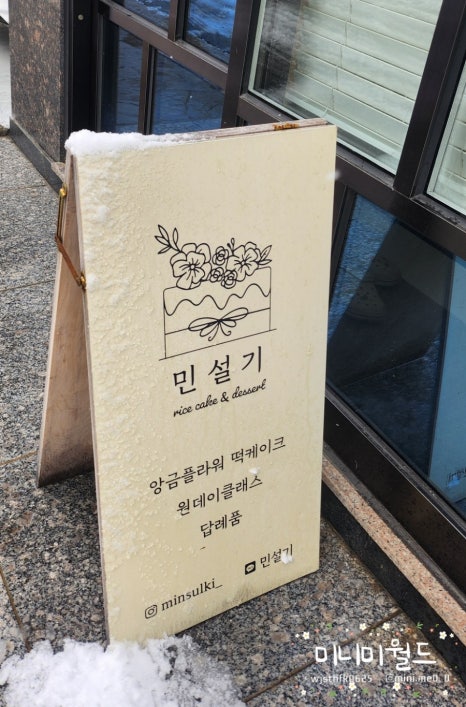 민설기
rice cake & dessert
앙금플라워 떡케이크
원데이클래스
답례품
minsulki_
민설기
미니미월드